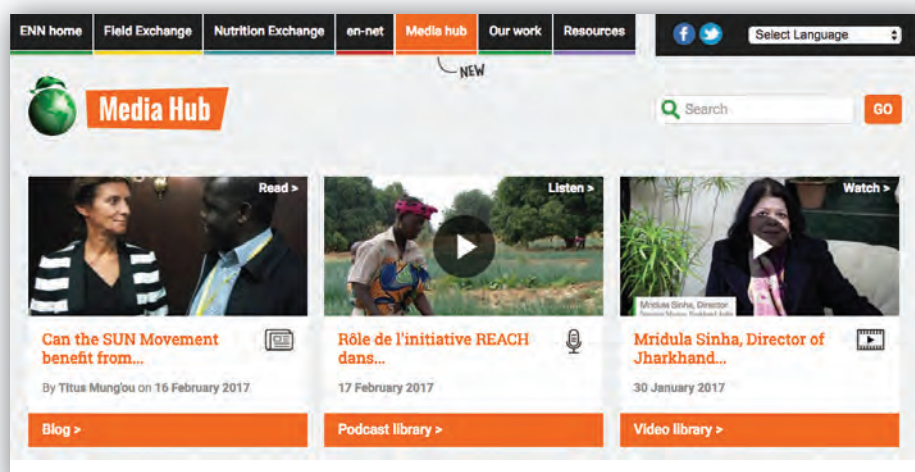 ENN home Field Exchange Nutrition Exchange en-net Media hub Our work Resources Select Language
NEW
Media Hub
Search GO
Read >
Listen >
Watch >
Mridula Sinha, Director
Can the SUN Movement
benefit from...
By Titus Mung'ou on 16 February 2017
Blog >
Rôle de l'initiative REACH
dans...
17 February 2017
Podcast library >
Mridula Sinha, Director of
Jharkhand...
30 January 2017
Video library >